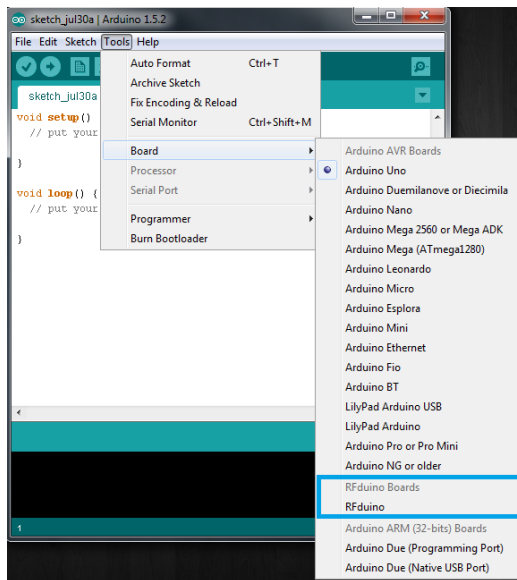 sketch_jul30a | Arduino 1.5.2
File Edit Sketch Tools Help
sketch_jul30a
void setup()
// put your
}
void loop() {
// put your
}
1
Auto Format Ctrl+T
Archive Sketch
Fix Encoding & Reload
Serial Monitor Ctrl+Shift+M
Board
Processor
Serial Port
Programmer
Burn Bootloader
Arduino AVR Boards
Arduino Uno
Arduino Duemilanove or Diecimila
Arduino Nano
Arduino Mega 2560 or Mega ADK
Arduino Mega (ATmega1280)
Arduino Leonardo
Arduino Micro
Arduino Esplora
Arduino Mini
Arduino Ethernet
Arduino Fio
Arduino BT
LilyPad Arduino USB
LilyPad Arduino
Arduino Pro or Pro Mini
Arduino NG or older
RFduino Boards
RFduino
Arduino ARM (32-bits) Boards
Arduino Due (Programming Port)
Arduino Due (Native USB Port)